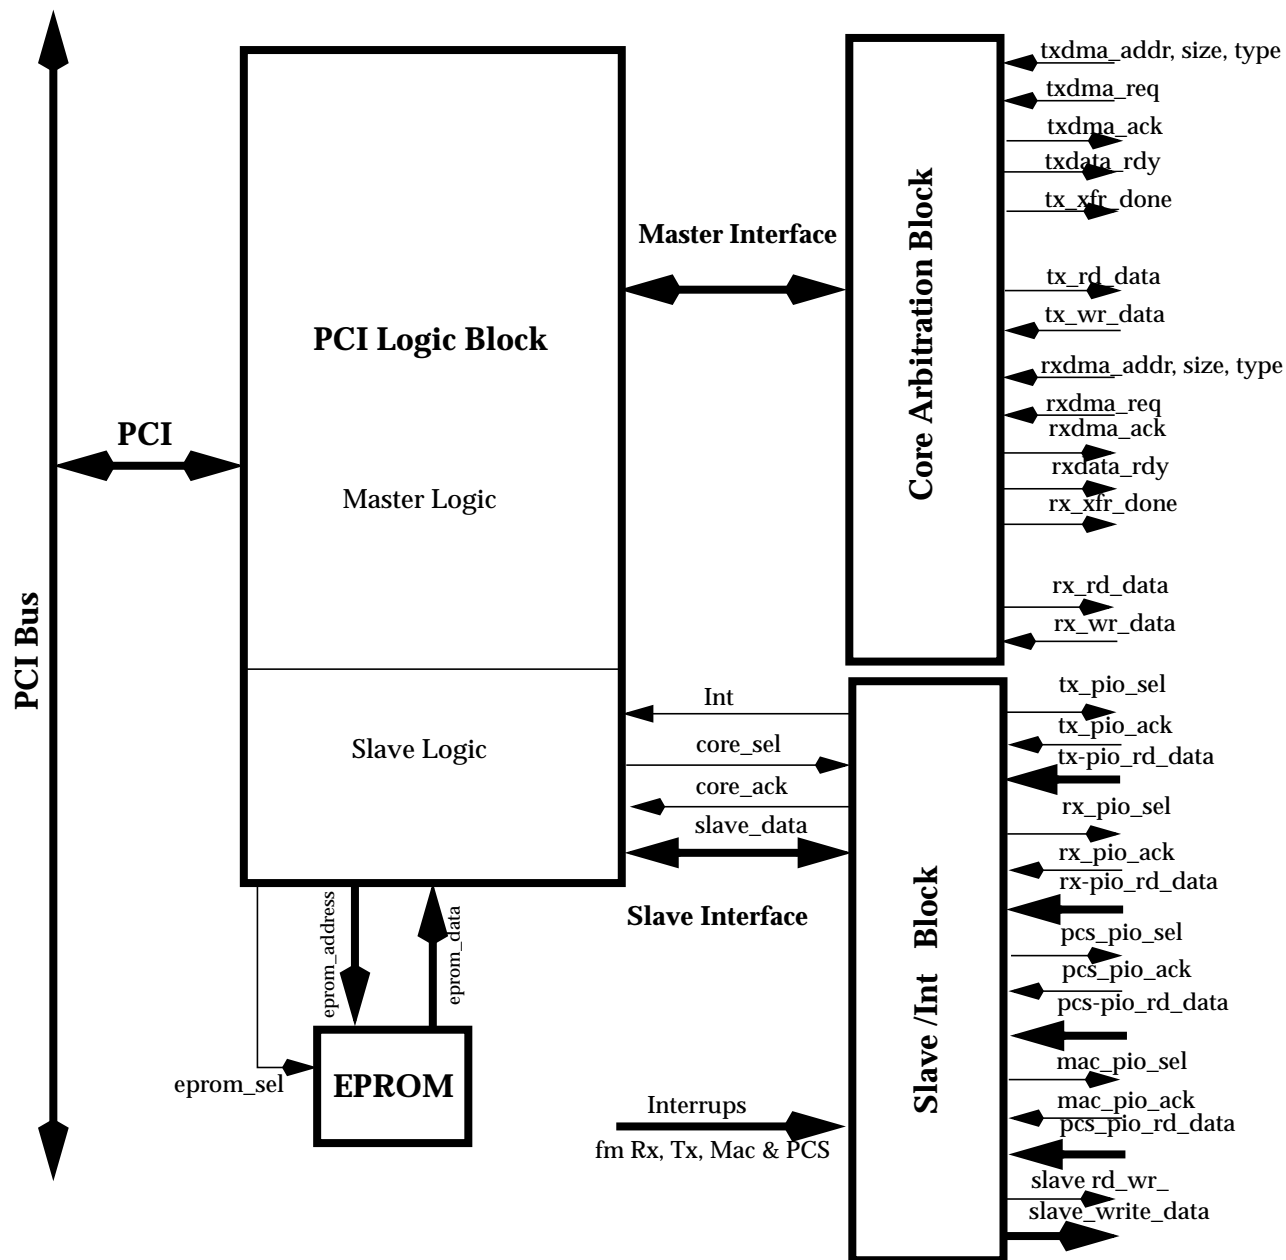 txdma_addr, size, type
txdma_req
txdma_ack
txdata_rdy
tx_xfr_done
Master Interface
tx_rd_data
tx_wr_data
PCI Logic Block
Core Arbitration Block
rxdma_addr, size, type
rxdma_req
rxdma_ack
PCI
rxdata_rdy
Master Logic
rx_xfr_done
rx_rd_data
rx_wr_data
PCI Bus
tx_pio_sel
Int
tx_pio_ack
Slave Logic
core_sel
tx-pio_rd_data
core_ack
rx_pio_sel
slave_data
rx_pio_ack
rx-pio_rd_data
Slave Interface
eprom_address
eprom_data
pcs_pio_sel
pcs_pio_ack
pcs-pio_rd_data
Slave /Int Block
mac_pio_sel
eprom_sel
EPROM
mac_pio_ack
Interrups
pcs_pio_rd_data
fm Rx, Tx, Mac & PCS
slave rd_wr_
slave_write_data